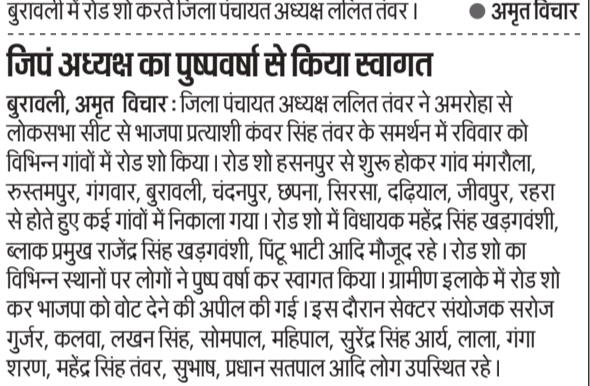 बुरावली में रोड शो करते जिला पंचायत अध्यक्ष ललित तंवर। ● अमृत विचार
जिपं अध्यक्ष का पुष्पवर्षा से किया स्वागत
बुरावली, अमृत विचार : जिला पंचायत अध्यक्ष ललित तंवर ने अमरोहा से
लोकसभा सीट से भाजपा प्रत्याशी कंवर सिंह तंवर के समर्थन में रविवार को
विभिन्न गांवों में रोड शो किया। रोड शो हसनपुर से शुरू होकर गांव मंगरौला,
रुस्तमपुर, गंगवार, बुरावली, चंदनपुर, छपना, सिरसा, दढ़ियाल, जीवपुर, रहरा
से होते हुए कई गांवों में निकाला गया। रोड शो में विधायक महेंद्र सिंह खड़गवंशी,
ब्लाक प्रमुख राजेंद्र सिंह खड़गवंशी, पिंटू भाटी आदि मौजूद रहे। रोड शो का
विभिन्न स्थानों पर लोगों ने पुष्प वर्षा कर स्वागत किया। ग्रामीण इलाके में रोड शो
कर भाजपा को वोट देने की अपील की गई। इस दौरान सेक्टर संयोजक सरोज
गुर्जर, कलवा, लखन सिंह, सोमपाल, महिपाल, सुरेंद्र सिंह आर्य, लाला, गंगा
शरण, महेंद्र सिंह तंवर, सुभाष, प्रधान सतपाल आदि लोग उपस्थित रहे।